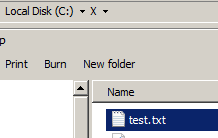 Local Disk (C:) X
p
Print Burn New folder
Name
test.txt